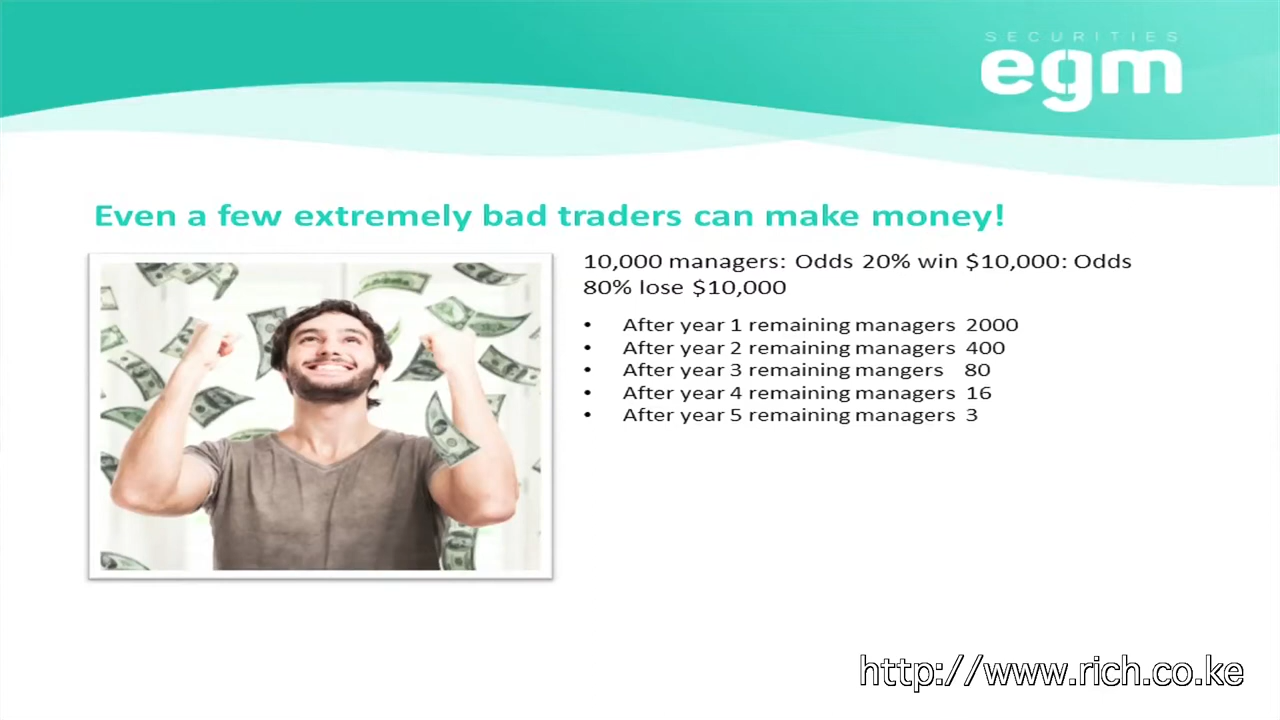 SECURITIES
egm
Even a few extremely bad traders can make money!
10,000 managers: Odds 20% win $10,000: Odds
80% lose $10,000
• After year 1 remaining managers 2000
• After year 2 remaining managers 400
• After year 3 remaining mangers 80
• After year 4 remaining managers 16
• After year 5 remaining managers 3
http://www.rich.co.ke